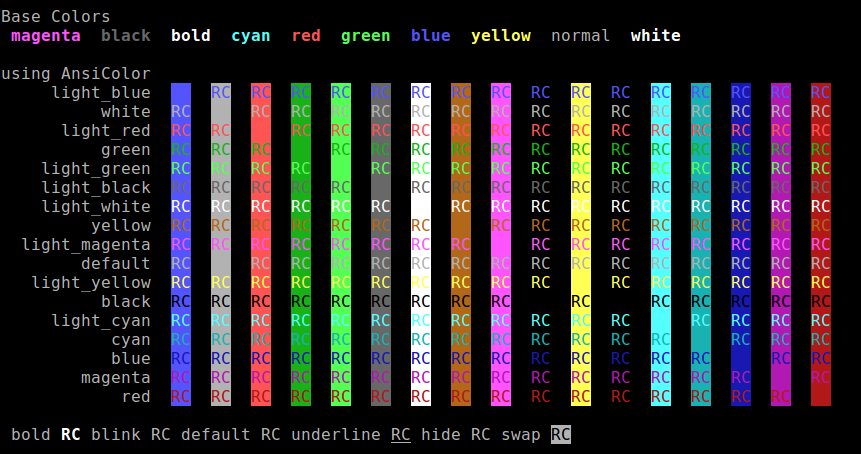 Base Colors
magenta black bold cyan red green blue yellow normal white
using AnsiColor
light_blue RC RC RC RC RC RC RC RC RC RC RC RC RC RC RC RC
white RC RC RC RC RC RC RC RC RC RC RC RC RC RC RC RC
light_red RC RC RC RC RC RC RC RC RC RC RC RC RC RC RC RC
green RC RC RC RC RC RC RC RC RC RC RC RC RC RC RC RC
light_green RC RC RC RC RC RC RC RC RC RC RC RC RC RC RC RC
light_black RC RC RC RC RC RC RC RC RC RC RC RC RC RC RC RC
light_white RC RC RC RC RC RC RC RC RC RC RC RC RC RC RC RC
yellow RC RC RC RC RC RC RC RC RC RC RC RC RC RC RC RC
light_magenta RC RC RC RC RC RC RC RC RC RC RC RC RC RC RC RC
default RC RC RC RC RC RC RC RC RC RC RC RC RC RC RC RC
light_yellow RC RC RC RC RC RC RC RC RC RC RC RC RC RC RC RC
black RC RC RC RC RC RC RC RC RC RC RC RC RC RC RC
light_cyan RC RC RC RC RC RC RC RC RC RC RC RC RC RC RC RC
cyan RC RC RC RC RC RC RC RC RC RC RC RC RC RC RC RC
blue RC RC RC RC RC RC RC RC RC RC RC RC RC RC RC RC
magenta RC RC RC RC RC RC RC RC RC RC RC RC RC RC RC RC
red RC RC RC RC RC RC RC RC RC RC RC RC RC RC RC RC
bold RC blink RC default RC underline RC hide RC swap RC